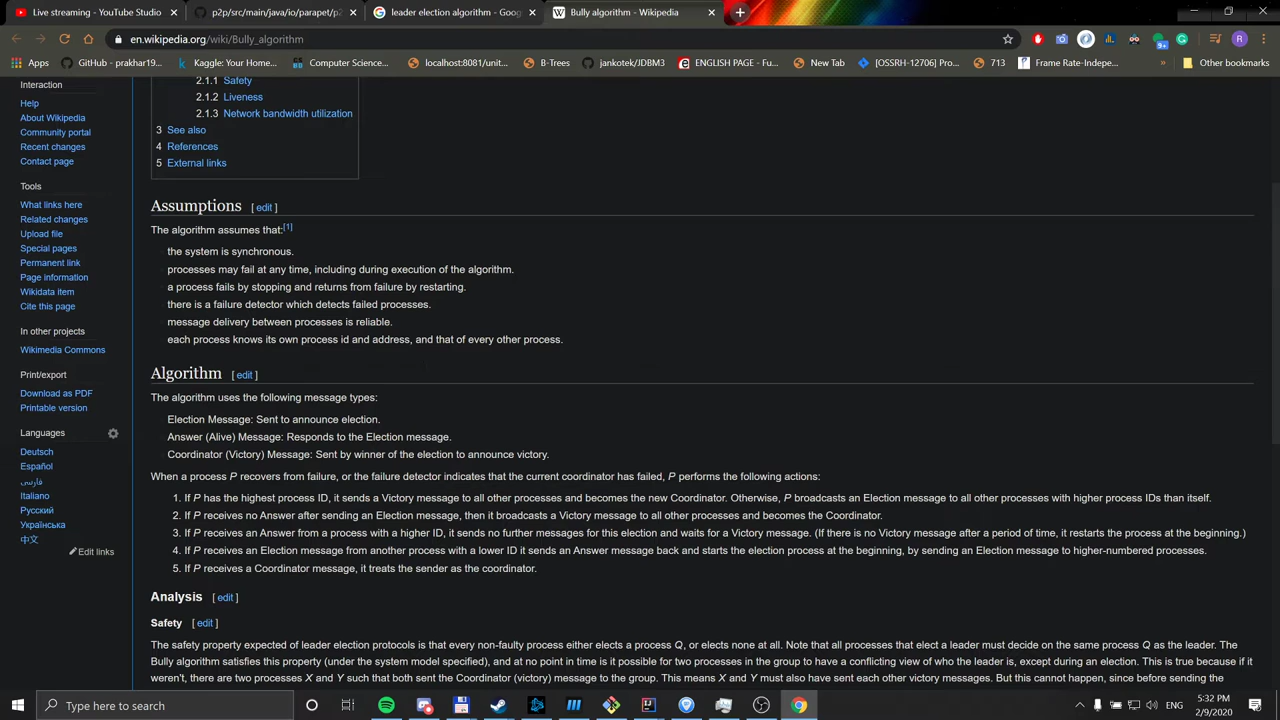 Live streaming - YouTube Studio
p2p/src/main/java/io/parapet/p2
leader election algorithm - Goog
Bully algorithm - Wikipedia
en.wikipedia.org/wiki/Bully_algorithm
Apps
GitHub - prakhar19...
Kaggle: Your Home...
Computer Science...
localhost:8081/unit...
B-Trees
jankotek/JDBM3
ENGLISH PAGE - Fu...
New Tab
[OSSRH-12706] Pro...
713
Frame Rate-Indepe...
»
Other bookmarks
Interaction
Help
About Wikipedia
Community portal
Recent changes
Contact page
Tools
What links here
Related changes
Upload file
Special pages
Permanent link
Page information
Wikidata item
Cite this page
In other projects
Wikimedia Commons
Print/export
Download as PDF
Printable version
Languages
Deutsch
Español
فارسی
Italiano
Русский
Українська
中文
Edit links
2.1.1 Safety
2.1.2 Liveness
2.1.3 Network bandwidth utilization
3 See also
4 References
5 External links
Assumptions [ edit ]
The algorithm assumes that:[1]
the system is synchronous.
processes may fail at any time, including during execution of the algorithm.
a process fails by stopping and returns from failure by restarting.
there is a failure detector which detects failed processes.
message delivery between processes is reliable.
each process knows its own process id and address, and that of every other process.
Algorithm [ edit ]
The algorithm uses the following message types:
Election Message: Sent to announce election.
Answer (Alive) Message: Responds to the Election message.
Coordinator (Victory) Message: Sent by winner of the election to announce victory.
When a process P recovers from failure, or the failure detector indicates that the current coordinator has failed, P performs the following actions:
1. If P has the highest process ID, it sends a Victory message to all other processes and becomes the new Coordinator. Otherwise, P broadcasts an Election message to all other processes with higher process IDs than itself.
2. If P receives no Answer after sending an Election message, then it broadcasts a Victory message to all other processes and becomes the Coordinator.
3. If P receives an Answer from a process with a higher ID, it sends no further messages for this election and waits for a Victory message. (If there is no Victory message after a period of time, it restarts the process at the beginning.)
4. If P receives an Election message from another process with a lower ID it sends an Answer message back and starts the election process at the beginning, by sending an Election message to higher-numbered processes.
5. If P receives a Coordinator message, it treats the sender as the coordinator.
Analysis [ edit ]
Safety [ edit ]
The safety property expected of leader election protocols is that every non-faulty process either elects a process Q, or elects none at all. Note that all processes that elect a leader must decide on the same process Q as the leader. The
Bully algorithm satisfies this property (under the system model specified), and at no point in time is it possible for two processes in the group to have a conflicting view of who the leader is, except during an election. This is true because if it
weren't, there are two processes X and Y such that both sent the Coordinator (victory) message to the group. This means X and Y must also have sent each other victory messages. But this cannot happen, since before sending the
Type here to search
ENG
5:32 PM
2/9/2020